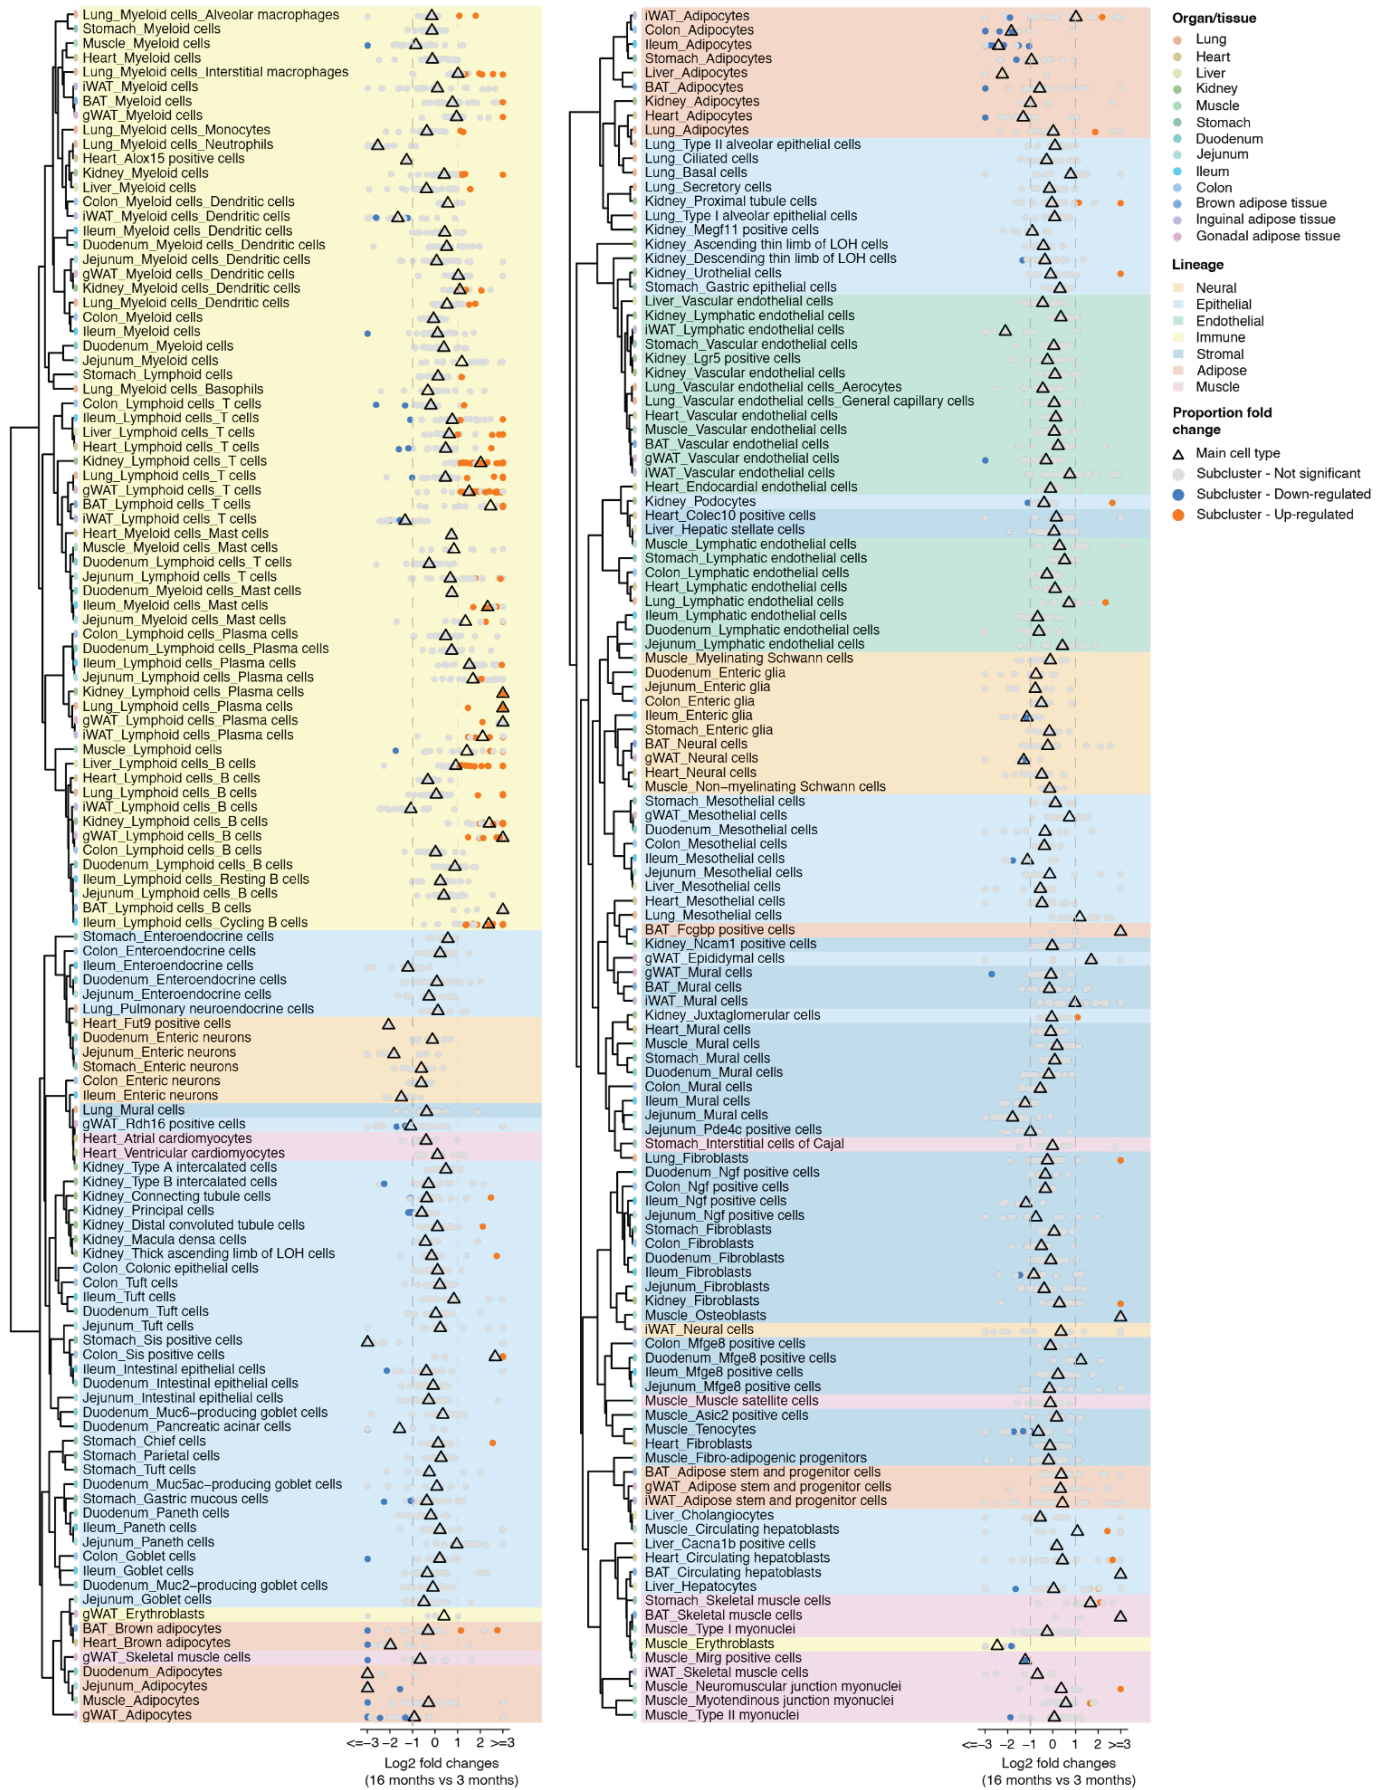 Lung_Myeloid cells_Alveolar macrophages
Stomach_Myeloid cells
Muscle_Myeloid cells
Heart_Myeloid cells
Lung_Myeloid cells_Interstitial macrophages
iWAT_Myeloid cells
BAT_Myeloid cells
gWAT_Myeloid cells
Lung_Myeloid cells_Monocytes
Lung_Myeloid cells_Neutrophils
Heart_Alox15 positive cells
Kidney_Myeloid cells
Liver_Myeloid cells
Colon_Myeloid cells_Dendritic cells
iWAT_Myeloid cells_Dendritic cells
Ileum_Myeloid cells_Dendritic cells
Duodenum_Myeloid cells_Dendritic cells
Jejunum_Myeloid cells_Dendritic cells
gWAT_Myeloid cells_Dendritic cells
Kidney_Myeloid cells_Dendritic cells
Lung_Myeloid cells_Dendritic cells
Colon_Myeloid cells
Ileum_Myeloid cells
Duodenum_Myeloid cells
Jejunum_Myeloid cells
Stomach_Lymphoid cells
Lung_Myeloid cells_Basophils
Colon_Lymphoid cells_T cells
Ileum_Lymphoid cells_T cells
Liver_Lymphoid cells_T cells
Heart_Lymphoid cells_T cells
Kidney_Lymphoid cells_T cells
Lung_Lymphoid cells_T cells
gWAT_Lymphoid cells_T cells
BAT_Lymphoid cells_T cells
iWAT_Lymphoid cells_T cells
Heart_Myeloid cells_Mast cells
Muscle_Myeloid cells_Mast cells
Duodenum_Lymphoid cells_T cells
Jejunum_Lymphoid cells_T cells
Duodenum_Myeloid cells_Mast cells
Ileum_Myeloid cells_Mast cells
Jejunum_Myeloid cells_Mast cells
Colon_Lymphoid cells_Plasma cells
Duodenum_Lymphoid cells_Plasma cells
Ileum_Lymphoid cells_Plasma cells
Jejunum_Lymphoid cells_Plasma cells
Kidney_Lymphoid cells_Plasma cells
Lung_Lymphoid cells_Plasma cells
gWAT_Lymphoid cells_Plasma cells
iWAT_Lymphoid cells_Plasma cells
Muscle_Lymphoid cells
Liver_Lymphoid cells_B cells
Heart_Lymphoid cells_B cells
Lung_Lymphoid cells_B cells
iWAT_Lymphoid cells_B cells
Kidney_Lymphoid cells_B cells
gWAT_Lymphoid cells_B cells
Colon_Lymphoid cells_B cells
Duodenum_Lymphoid cells_B cells
Ileum_Lymphoid cells_Resting B cells
Jejunum_Lymphoid cells_B cells
BAT_Lymphoid cells_B cells
Ileum_Lymphoid cells_Cycling B cells
Stomach_Enteroendocrine cells
Colon_Enteroendocrine cells
Ileum_Enteroendocrine cells
Duodenum_Enteroendocrine cells
Jejunum_Enteroendocrine cells
Lung_Pulmonary neuroendocrine cells
Heart_Fut9 positive cells
Duodenum_Enteric neurons
Jejunum_Enteric neurons
Stomach_Enteric neurons
Colon_Enteric neurons
Ileum_Enteric neurons
Lung_Mural cells
gWAT_Rdh16 positive cells
Heart_Atrial cardiomyocytes
Heart_Ventricular cardiomyocytes
Kidney_Type A intercalated cells
Kidney_Type B intercalated cells
Kidney_Connecting tubule cells
Kidney_Principal cells
Kidney_Distal convoluted tubule cells
Kidney_Macula densa cells
Kidney_Thick ascending limb of LOH cells
Colon_Colonic epithelial cells
Colon_Tuft cells
Ileum_Tuft cells
Duodenum_Tuft cells
Jejunum_Tuft cells
Stomach_Sis positive cells
Colon_Sis positive cells
Ileum_Intestinal epithelial cells
Duodenum_Intestinal epithelial cells
Jejunum_Intestinal epithelial cells
Duodenum_Muc6−producing goblet cells
Duodenum_Pancreatic acinar cells
Stomach_Chief cells
Stomach_Parietal cells
Stomach_Tuft cells
Duodenum_Muc5ac−producing goblet cells
Stomach_Gastric mucous cells
Duodenum_Paneth cells
Ileum_Paneth cells
Jejunum_Paneth cells
Colon_Goblet cells
Ileum_Goblet cells
Duodenum_Muc2−producing goblet cells
Jejunum_Goblet cells
gWAT_Erythroblasts
BAT_Brown adipocytes
Heart_Brown adipocytes
gWAT_Skeletal muscle cells
Duodenum_Adipocytes
Jejunum_Adipocytes
Muscle_Adipocytes
gWAT_Adipocytes
<=−3 −2 −1 0 1 2 >=3
Log2 fold changes
(16 months vs 3 months)
iWAT_Adipocytes
Colon_Adipocytes
Ileum_Adipocytes
Stomach_Adipocytes
Liver_Adipocytes
BAT_Adipocytes
Kidney_Adipocytes
Heart_Adipocytes
Lung_Adipocytes
Lung_Type II alveolar epithelial cells
Lung_Ciliated cells
Lung_Basal cells
Lung_Secretory cells
Kidney_Proximal tubule cells
Lung_Type I alveolar epithelial cells
Kidney_Megf11 positive cells
Kidney_Ascending thin limb of LOH cells
Kidney_Descending thin limb of LOH cells
Kidney_Urothelial cells
Stomach_Gastric epithelial cells
Liver_Vascular endothelial cells
Kidney_Lymphatic endothelial cells
iWAT_Lymphatic endothelial cells
Stomach_Vascular endothelial cells
Kidney_Lgr5 positive cells
Kidney_Vascular endothelial cells
Lung_Vascular endothelial cells_Aerocytes
Lung_Vascular endothelial cells_General capillary cells
Heart_Vascular endothelial cells
Muscle_Vascular endothelial cells
BAT_Vascular endothelial cells
gWAT_Vascular endothelial cells
iWAT_Vascular endothelial cells
Heart_Endocardial endothelial cells
Kidney_Podocytes
Heart_Colec10 positive cells
Liver_Hepatic stellate cells
Muscle_Lymphatic endothelial cells
Stomach_Lymphatic endothelial cells
Colon_Lymphatic endothelial cells
Heart_Lymphatic endothelial cells
Lung_Lymphatic endothelial cells
Ileum_Lymphatic endothelial cells
Duodenum_Lymphatic endothelial cells
Jejunum_Lymphatic endothelial cells
Muscle_Myelinating Schwann cells
Duodenum_Enteric glia
Jejunum_Enteric glia
Colon_Enteric glia
Ileum_Enteric glia
Stomach_Enteric glia
BAT_Neural cells
gWAT_Neural cells
Heart_Neural cells
Muscle_Non−myelinating Schwann cells
Stomach_Mesothelial cells
gWAT_Mesothelial cells
Duodenum_Mesothelial cells
Colon_Mesothelial cells
Ileum_Mesothelial cells
Jejunum_Mesothelial cells
Liver_Mesothelial cells
Heart_Mesothelial cells
Lung_Mesothelial cells
BAT_Fcgbp positive cells
Kidney_Ncam1 positive cells
gWAT_Epididymal cells
gWAT_Mural cells
BAT_Mural cells
iWAT_Mural cells
Kidney_Juxtaglomerular cells
Heart_Mural cells
Muscle_Mural cells
Stomach_Mural cells
Duodenum_Mural cells
Colon_Mural cells
Ileum_Mural cells
Jejunum_Mural cells
Jejunum_Pde4c positive cells
Stomach_Interstitial cells of Cajal
Lung_Fibroblasts
Duodenum_Ngf positive cells
Colon_Ngf positive cells
Ileum_Ngf positive cells
Jejunum_Ngf positive cells
Stomach_Fibroblasts
Colon_Fibroblasts
Duodenum_Fibroblasts
Ileum_Fibroblasts
Jejunum_Fibroblasts
Kidney_Fibroblasts
Muscle_Osteoblasts
iWAT_Neural cells
Colon_Mfge8 positive cells
Duodenum_Mfge8 positive cells
Ileum_Mfge8 positive cells
Jejunum_Mfge8 positive cells
Muscle_Muscle satellite cells
Muscle_Asic2 positive cells
Muscle_Tenocytes
Heart_Fibroblasts
Muscle_Fibro-adipogenic progenitors
BAT_Adipose stem and progenitor cells
gWAT_Adipose stem and progenitor cells
iWAT_Adipose stem and progenitor cells
Liver_Cholangiocytes
Muscle_Circulating hepatoblasts
Liver_Cacna1b positive cells
Heart_Circulating hepatoblasts
BAT_Circulating hepatoblasts
Liver_Hepatocytes
Stomach_Skeletal muscle cells
BAT_Skeletal muscle cells
Muscle_Type I myonuclei
Muscle_Erythroblasts
Muscle_Mirg positive cells
iWAT_Skeletal muscle cells
Muscle_Neuromuscular junction myonuclei
Muscle_Myotendinous junction myonuclei
Muscle_Type II myonuclei
<=−3 −2 −1 0 1 2 >=3
Log2 fold changes
(16 months vs 3 months)
Organ/tissue
Lung
Heart
Liver
Kidney
Muscle
Stomach
Duodenum
Jejunum
Ileum
Colon
Brown adipose tissue
Inguinal adipose tissue
Gonadal adipose tissue
Lineage
Neural
Epithelial
Endothelial
Immune
Stromal
Adipose
Muscle
Proportion fold
change
Main cell type
Subcluster - Not significant
Subcluster - Down-regulated
Subcluster - Up-regulated